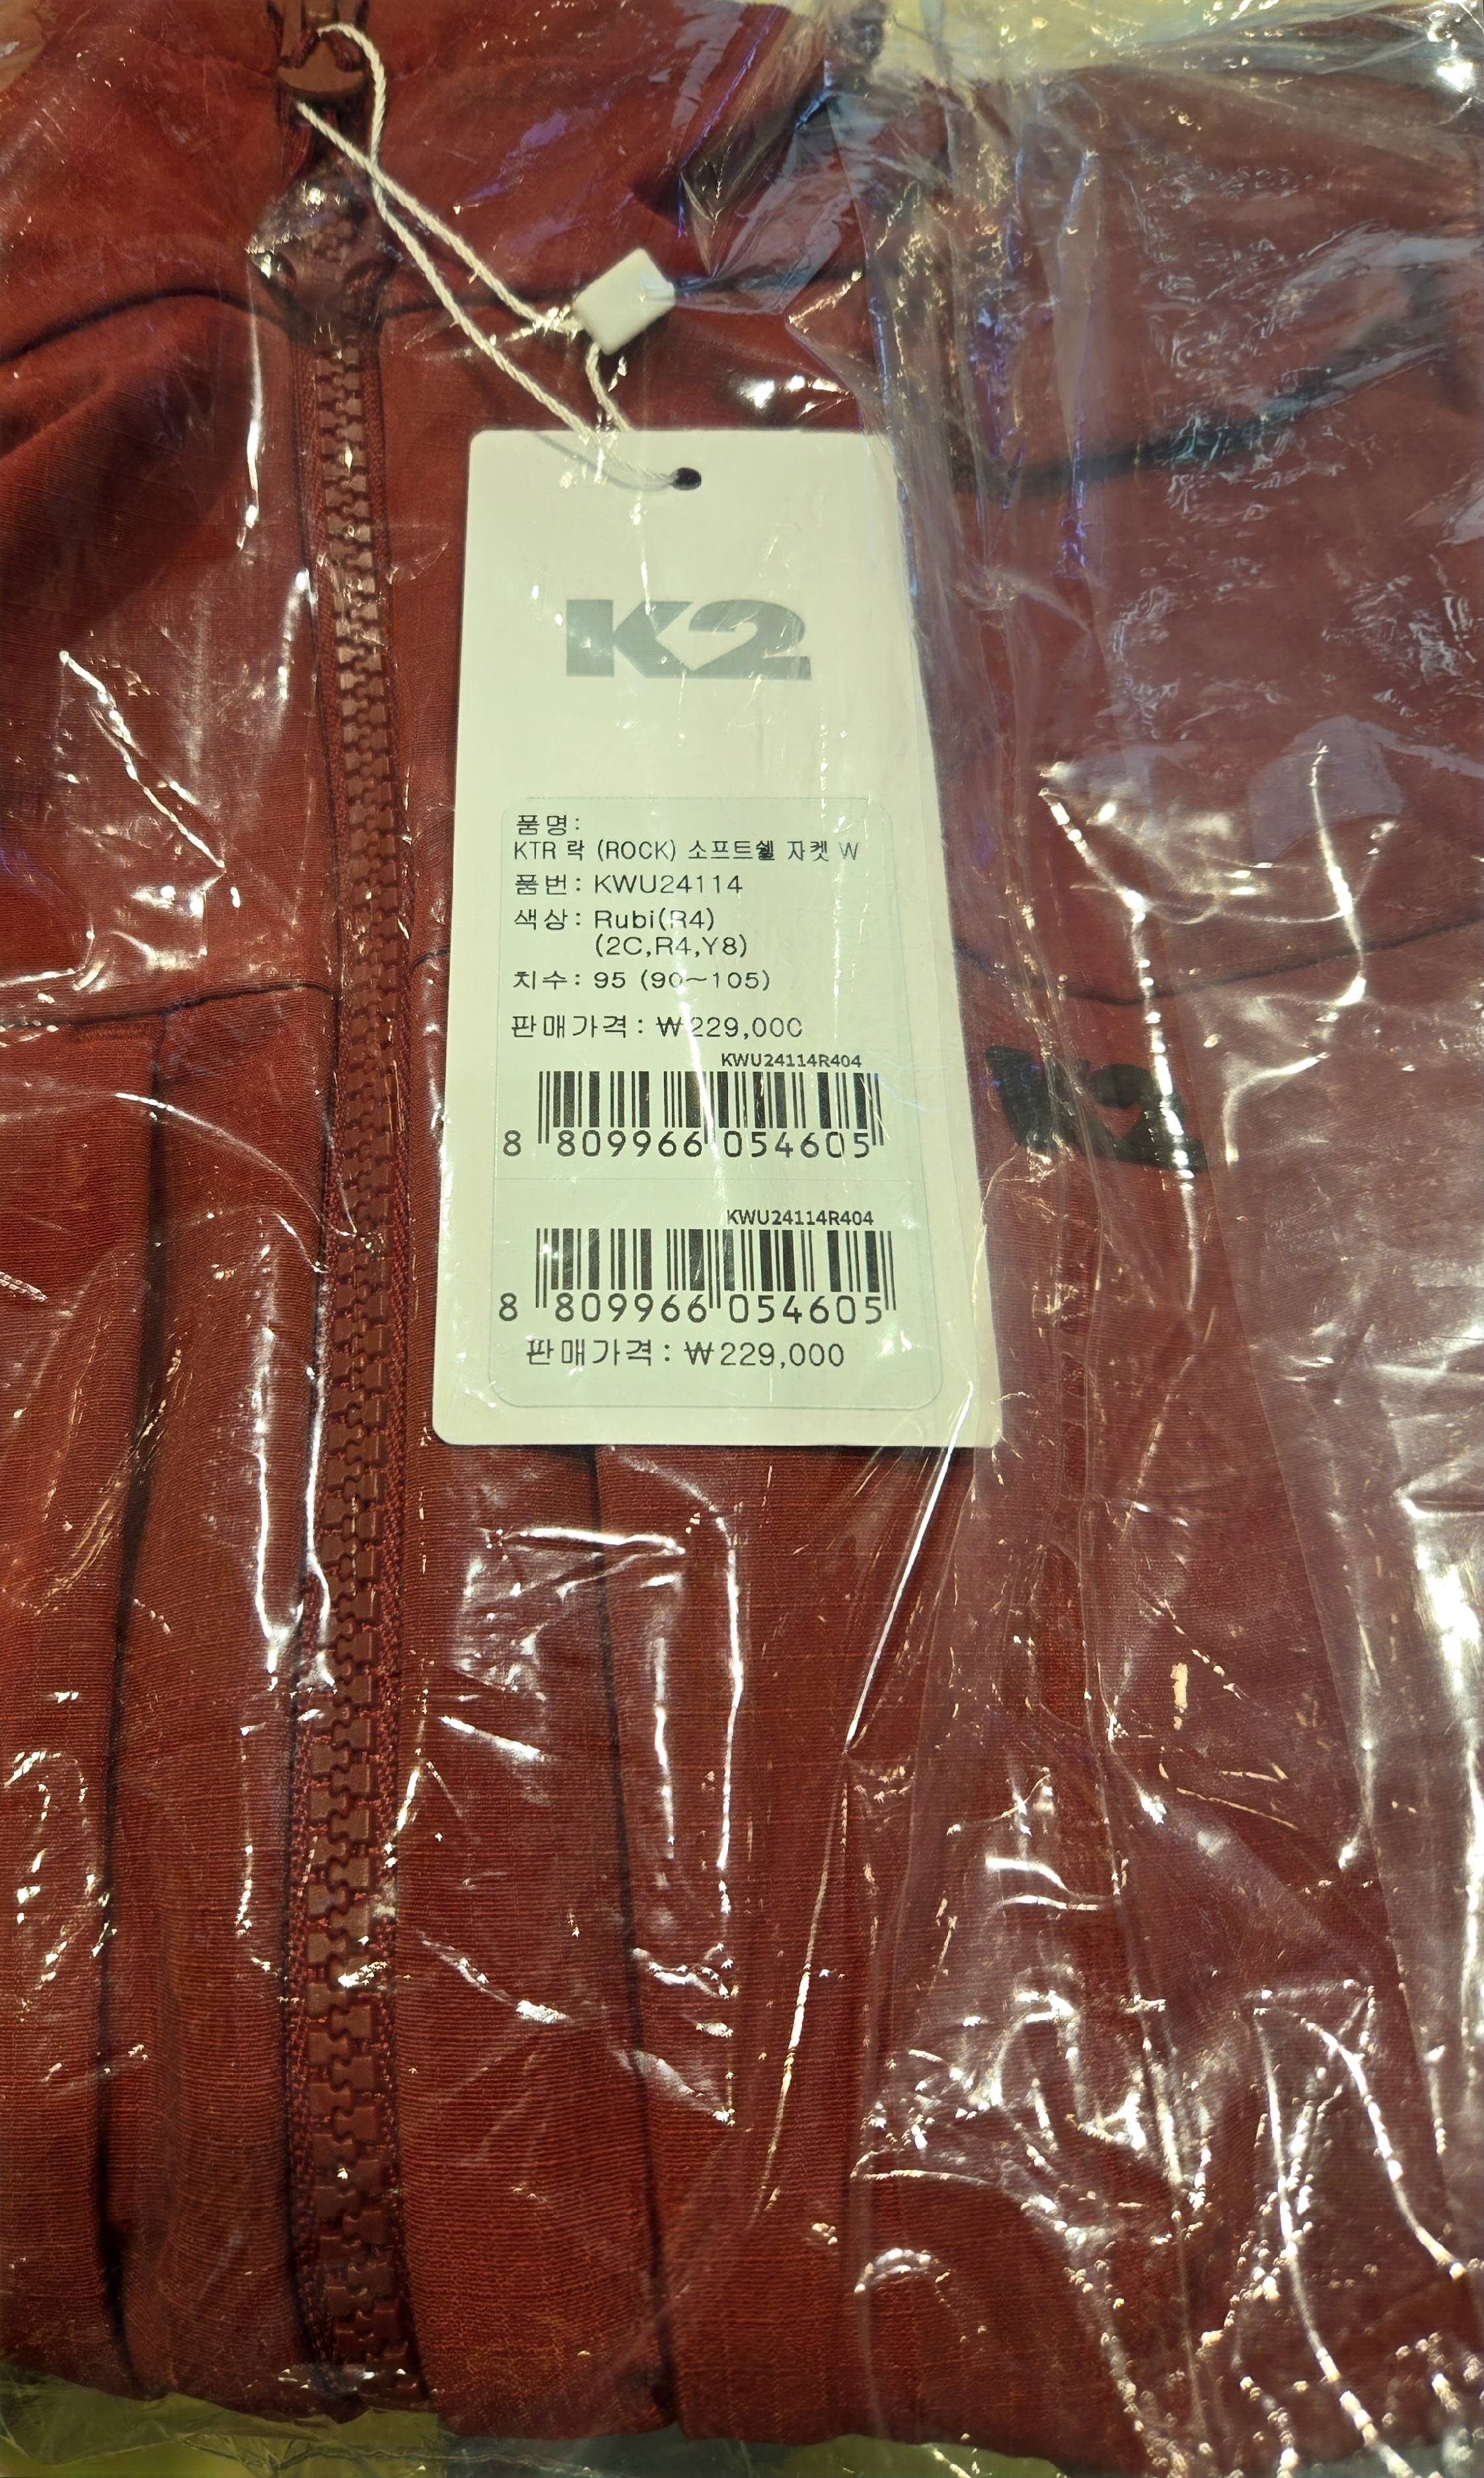 K2
품명:
KTR 락 (ROCK) 소프트쉘 자켓 W
품번: KWU24114
색상: Rubi(R4)
(2C,R4,Y8)
치수: 95 (90~105)
판매가격: ₩229,000
KWU24114R404
8 809966 054605
KWU24114R404
8 809966 054605
판매가격: ₩229,000
K2